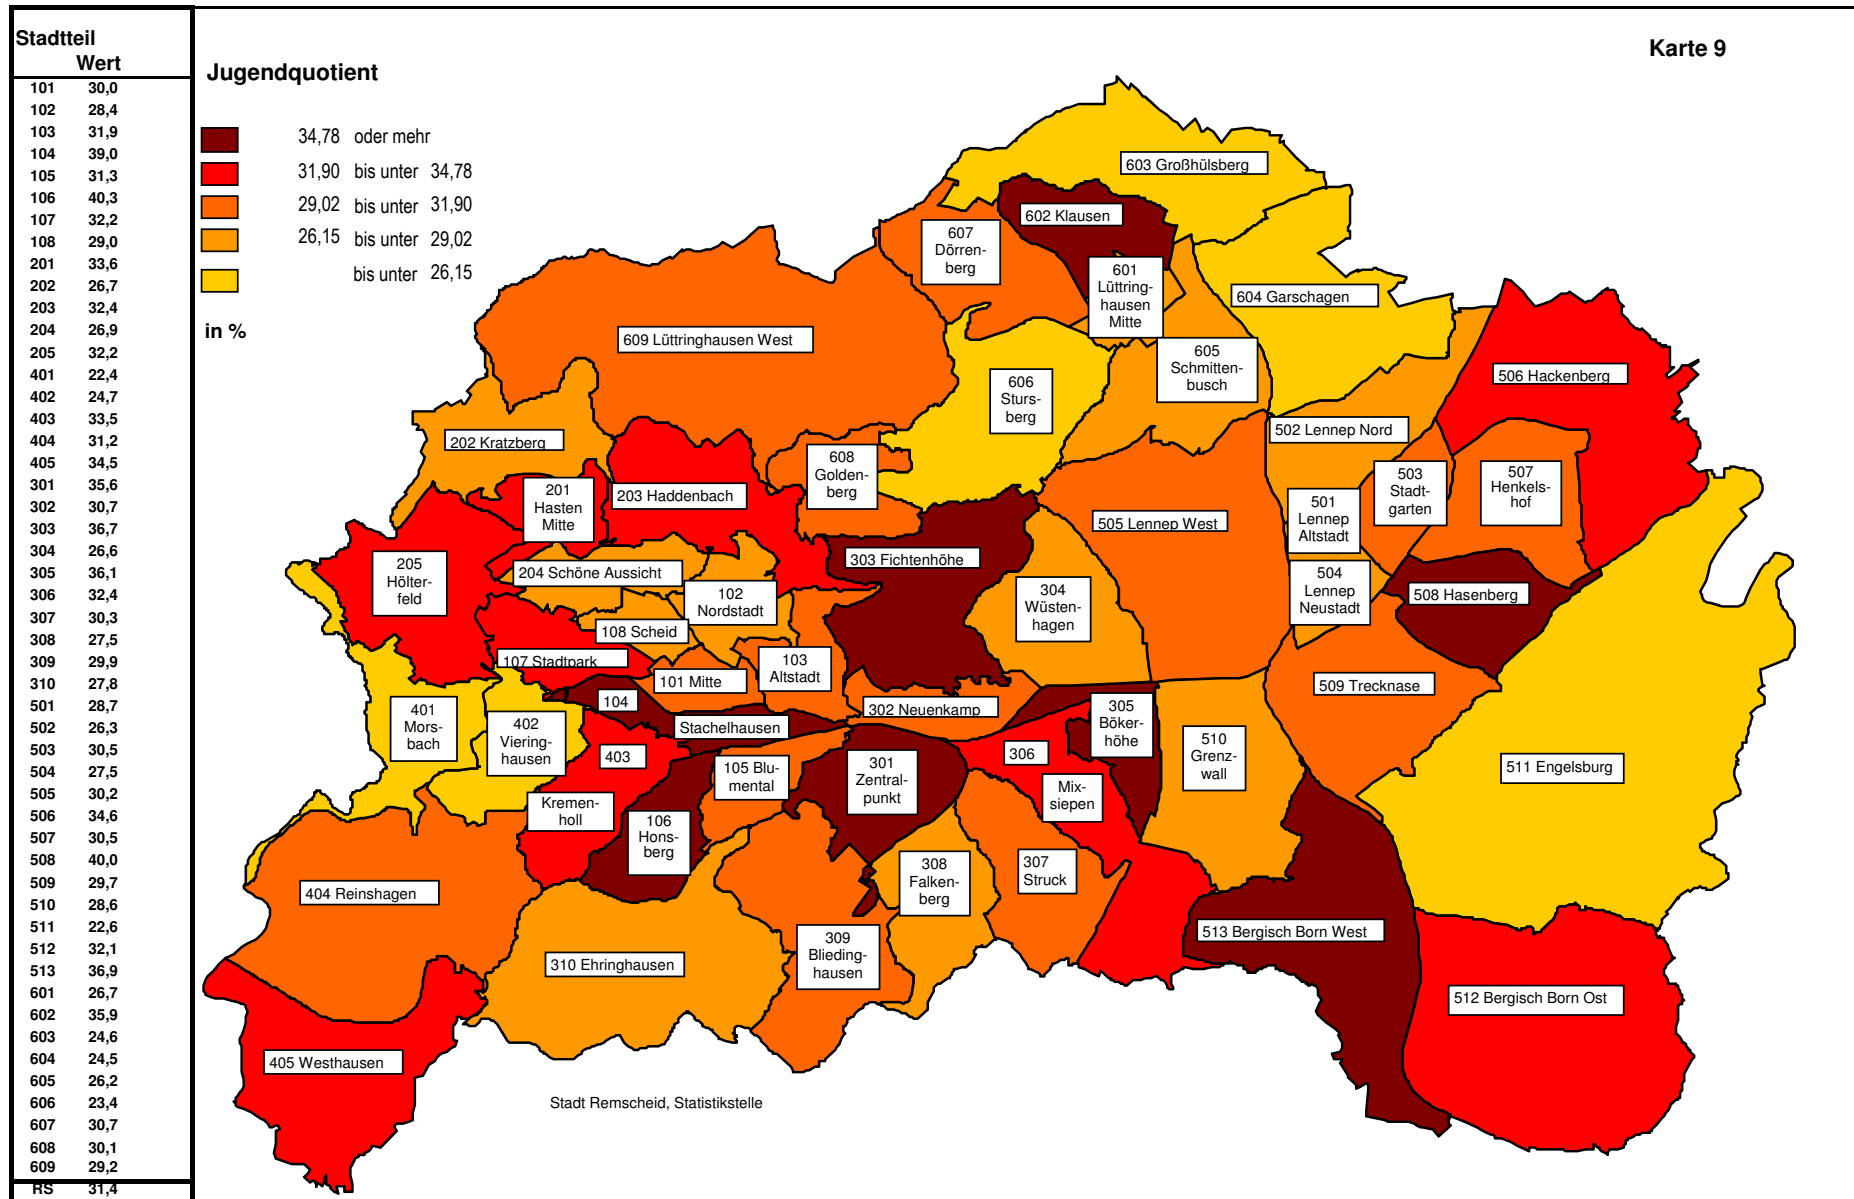 Stadtteil
Wert
101 30,0
102 28,4
103 31,9
104 39,0
105 31,3
106 40,3
107 32,2
108 29,0
201 33,6
202 26,7
203 32,4
204 26,9
205 32,2
401 22,4
402 24,7
403 33,5
404 31,2
405 34,5
301 35,6
302 30,7
303 36,7
304 26,6
305 36,1
306 32,4
307 30,3
308 27,5
309 29,9
310 27,8
501 28,7
502 26,3
503 30,5
504 27,5
505 30,2
506 34,6
507 30,5
508 40,0
509 29,7
510 28,6
511 22,6
512 32,1
513 36,9
601 26,7
602 35,9
603 24,6
604 24,5
605 26,2
606 23,4
607 30,7
608 30,1
609 29,2
RS 31,4
Karte 9
Jugendquotient
34,78 oder mehr
31,90 bis unter 34,78
29,02 bis unter 31,90
26,15 bis unter 29,02
bis unter 26,15
in %
603 Großhülsberg
602 Klausen
607
Dörren-
berg
601
Lüttring-
hausen
Mitte
604 Garschagen
609 Lüttringhausen West
605
Schmitten-
busch
606
Sturs-
berg
506 Hackenberg
502 Lennep Nord
202 Kratzberg
608
Golden-
berg
503
Stadt-
garten
507
Henkels-
hof
201
Hasten
Mitte
203 Haddenbach
501
Lennep
Altstadt
505 Lennep West
303 Fichtenhöhe
205
Hölter-
feld
204 Schöne Aussicht
102
Nordstadt
304
Wüsten-
hagen
504
Lennep
Neustadt
508 Hasenberg
108 Scheid
107 Stadtpark
103
Altstadt
101 Mitte
509 Trecknase
104
Stachelhausen
302 Neuenkamp
305
Böker-
höhe
401
Mors-
bach
402
Viering-
hausen
403
Kremen-
holl
105 Blu-
mental
301
Zentral-
punkt
306
Mix-
siepen
510
Grenz-
wall
511 Engelsburg
106
Hons-
berg
308
Falken-
berg
307
Struck
404 Reinshagen
513 Bergisch Born West
309
Blieding-
hausen
310 Ehringhausen
512 Bergisch Born Ost
405 Westhausen
Stadt Remscheid, Statistikstelle